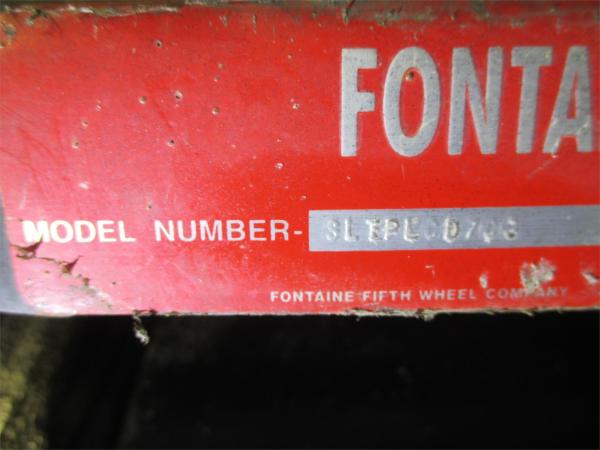 FONTA
MODEL NUMBER-
FONTAINE FIFTH WHEEL COMPANY